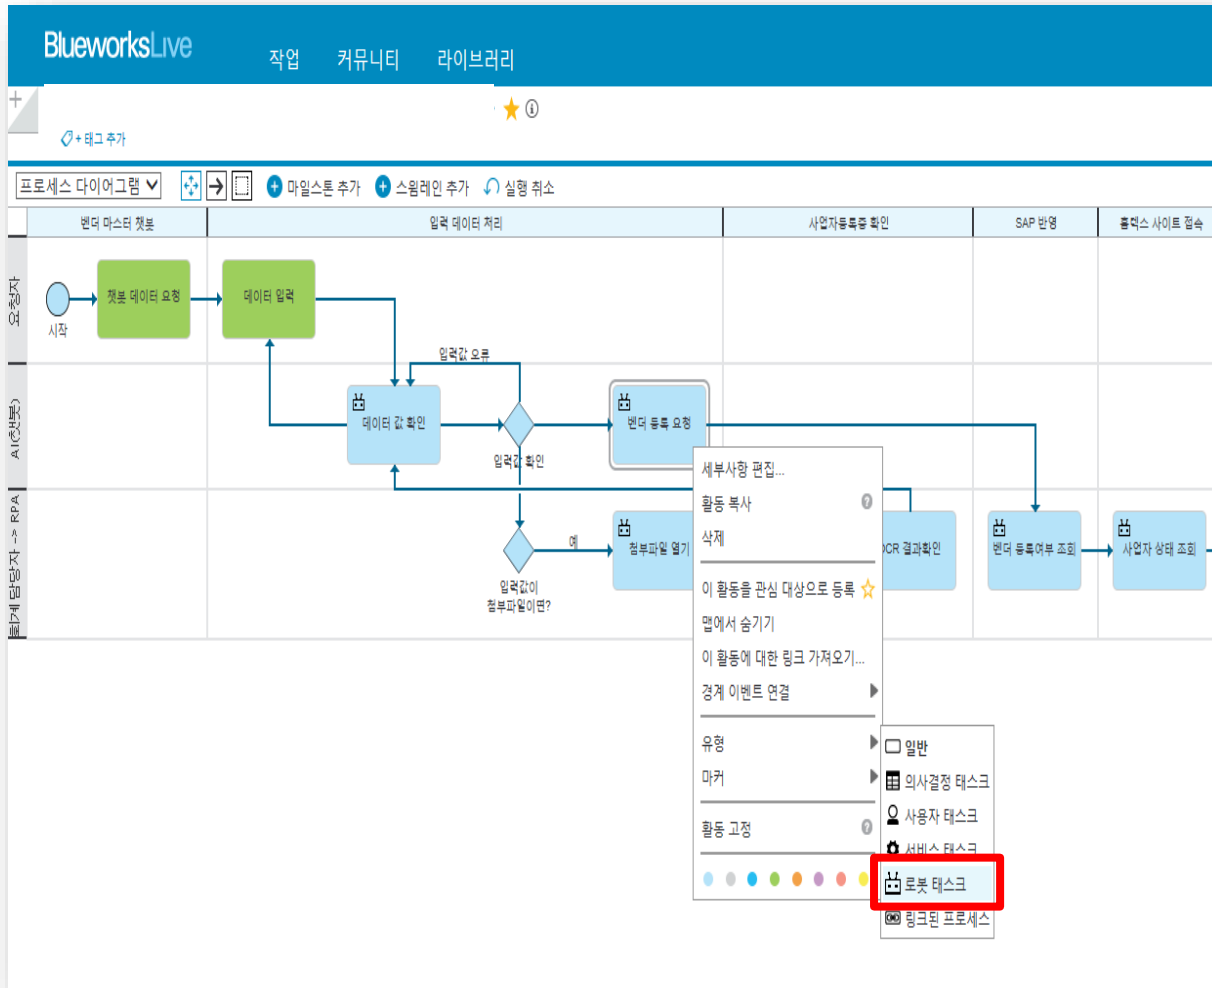 BlueworksLive
작업 커뮤니티 라이브러리
+ 태그 추가
프로세스 다이어그램
마일스톤 추가
스윔레인 추가
실행 취소
벤더 마스터 챗봇
입력 데이터 처리
사업자등록증 확인
SAP 반영
홈텍스 사이트 접속
요청자
시작
챗봇 데이터 요청
데이터 입력
입력값 오류
AI(챗봇)
데이터 값 확인
입력값 확인
벤더 등록 요청
회계 담당자 -> RPA
입력값이
첨부파일이면?
예
첨부파일 열기
OCR 결과확인
벤더 등록여부 조회
사업자 상태 조회
세부사항 편집...
활동 복사
삭제
이 활동을 관심 대상으로 등록
맵에서 숨기기
이 활동에 대한 링크 가져오기...
경계 이벤트 연결
유형
마커
활동 고정
일반
의사결정 태스크
사용자 태스크
서비스 태스크
로봇 태스크
링크된 프로세스